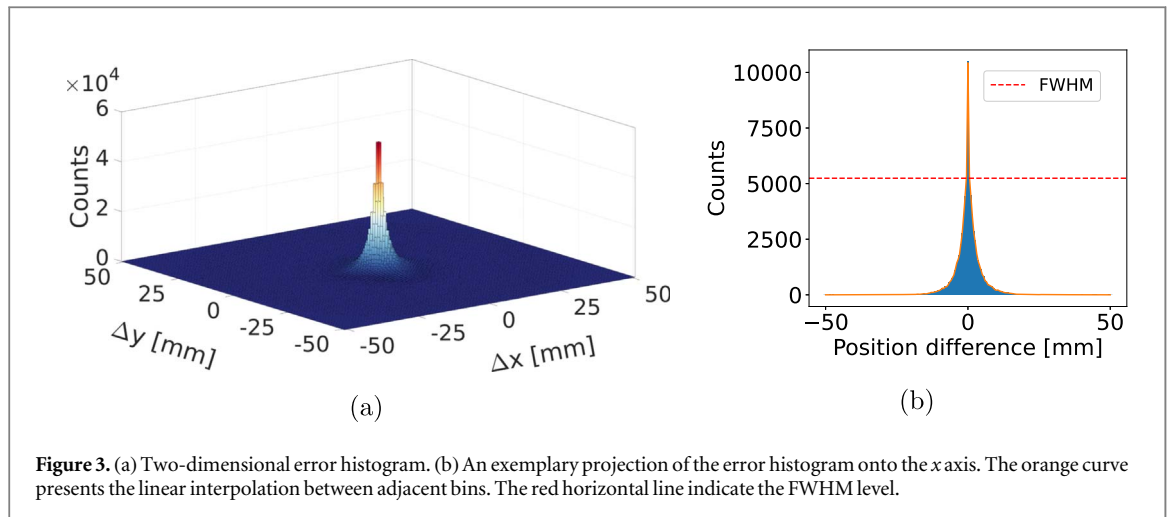 ×10⁴
6
4
2
0
Counts
50
25
0
-25
-50
Δy [mm]
-50
-25
0
25
50
Δx [mm]
(a)
10000
7500
5000
2500
0
Counts
FWHM
−50
0
50
Position difference [mm]
(b)
Figure 3. (a) Two-dimensional error histogram. (b) An exemplary projection of the error histogram onto the x axis. The orange curve
presents the linear interpolation between adjacent bins. The red horizontal line indicate the FWHM level.